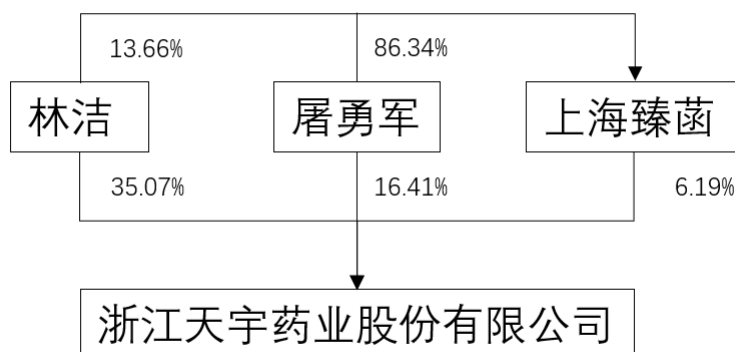 13.66%
86.34%
林洁
屠勇军
上海臻菡
35.07%
16.41%
6.19%
浙江天宇药业股份有限公司